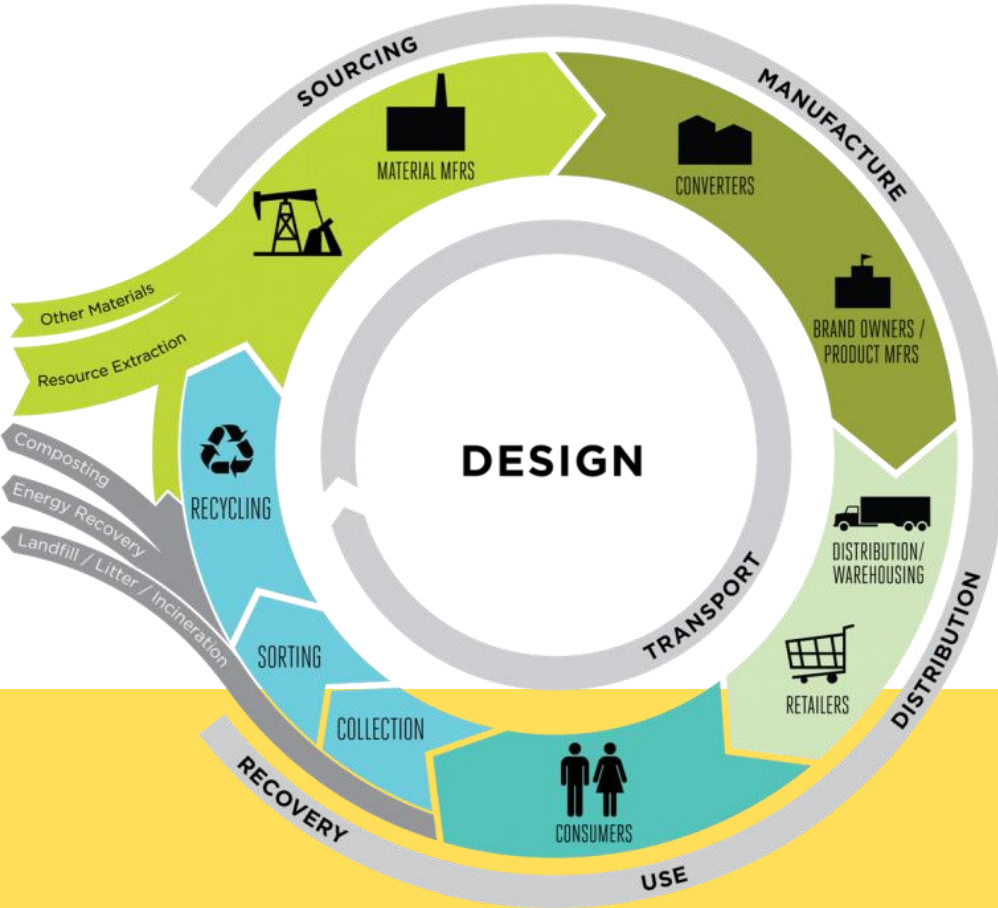 SOURCING
MANUFACTURE
MATERIAL MFRS
CONVERTERS
Other Materials
Resource Extraction
BRAND OWNERS /
PRODUCT MFRS
Composting
Energy Recovery
Landfill / Litter / Incineration
RECYCLING
DESIGN
DISTRIBUTION/
WAREHOUSING
TRANSPORT
SORTING
RETAILERS
DISTRIBUTION
COLLECTION
RECOVERY
CONSUMERS
USE